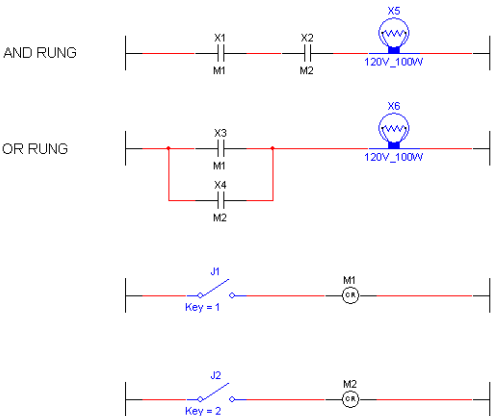 X5
X1
X2
AND RUNG
M1
M2
120V_100W
X6
X3
OR RUNG
M1
120V_100W
X4
M2
J1
M1
CR
Key = 1
J2
M2
CR
Key = 2